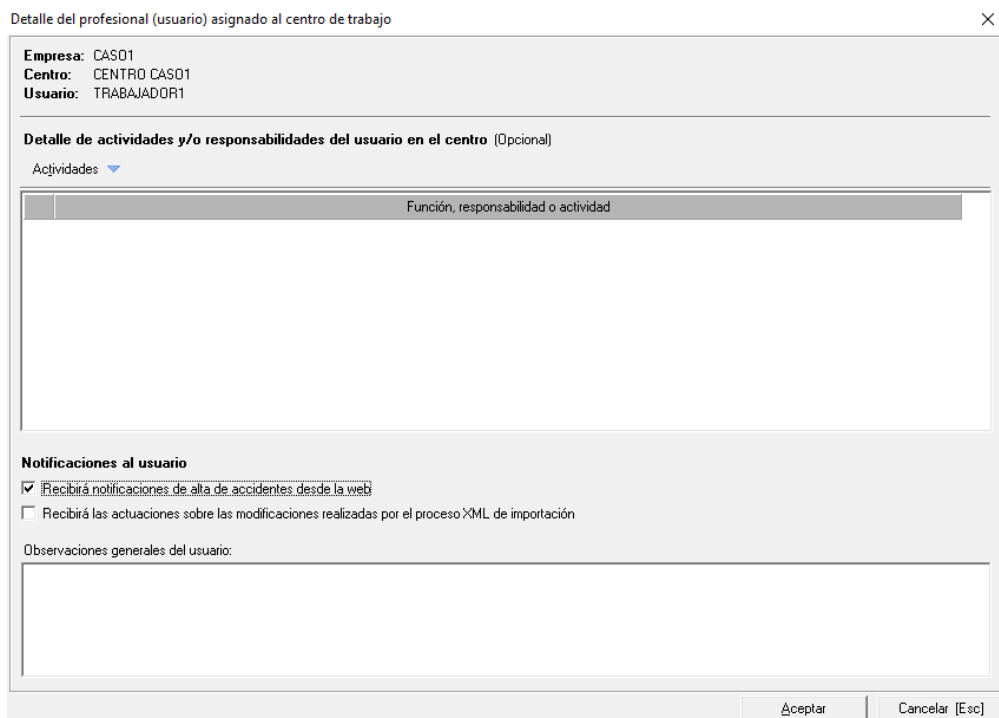 Detalle del profesional (usuario) asignado al centro de trabajo
Empresa: CASO1
Centro: CENTRO CASO1
Usuario: TRABAJADOR1
Detalle de actividades y/o responsabilidades del usuario en el centro (Opcional)
Actividades
Función, responsabilidad o actividad
Notificaciones al usuario
Recibirá notificaciones de alta de accidentes desde la web
Recibirá las actuaciones sobre las modificaciones realizadas por el proceso XML de importación
Observaciones generales del usuario:
Aceptar Cancelar [Esc]